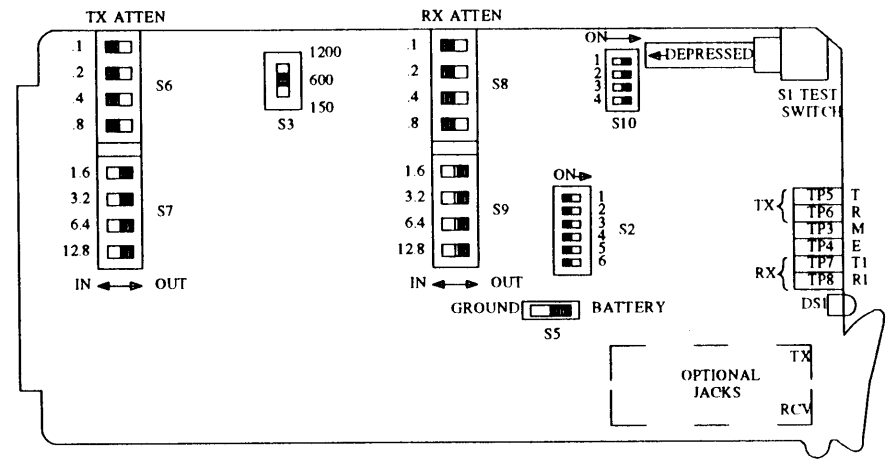 TX ATTEN
.1
.2
.4
.8
S6
1.6
3.2
6.4
12.8
S7
IN OUT
1200
600
150
S3
RX ATTEN
.1
.2
.4
.8
S8
1.6
3.2
6.4
12.8
S9
IN OUT
ON
1
2
3
4
S10
DEPRESSED
S1 TEST
SWITCH
ON
1
2
3
4
5
6
S2
GROUND BATTERY
S5
TX
TP5 T
TP6 R
TP3 M
TP4 E
RX
TP7 T1
TP8 R1
DS1
OPTIONAL
JACKS
TX
RCV